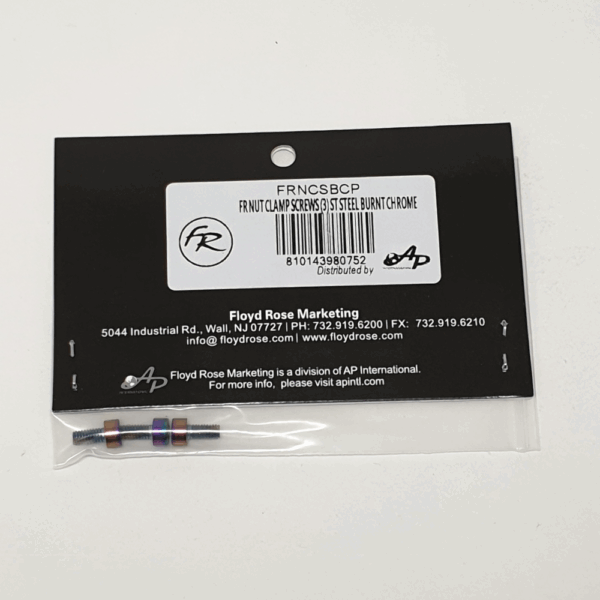 FRNCSBCP
FR NUT CLAMP SCREWS (3) ST STEEL BURNT CHROME
FR
810143980752
Distributed by AP
Floyd Rose Marketing
5044 Industrial Rd., Wall, NJ 07727 | PH: 732.919.6200 | FX: 732.919.6210
info@ floydrose.com | www.floydrose.com
AP Floyd Rose Marketing is a division of AP International.
For more info, please visit apintl.com